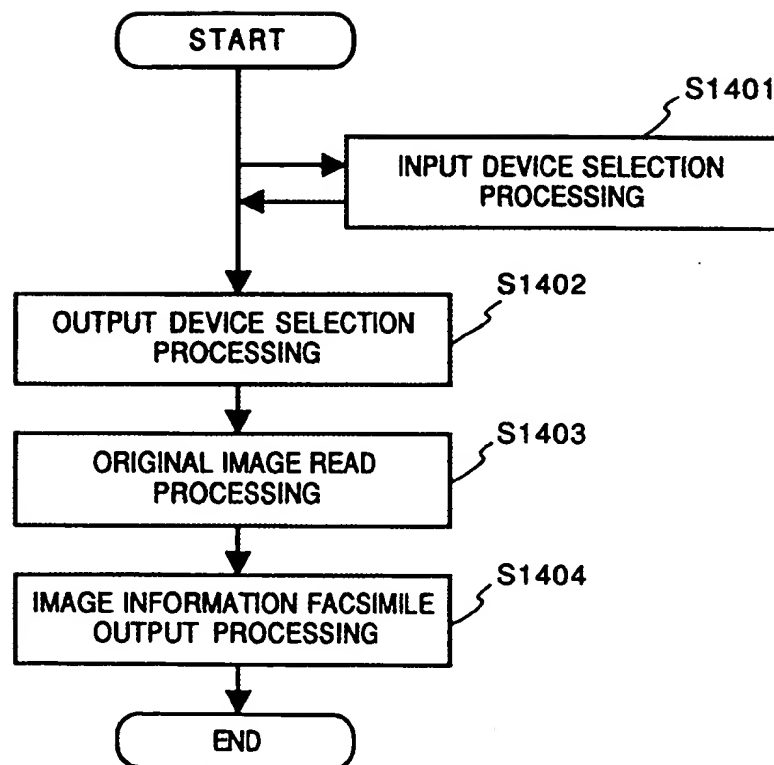 START
S1401
INPUT DEVICE SELECTION
PROCESSING
S1402
OUTPUT DEVICE SELECTION
PROCESSING
S1403
ORIGINAL IMAGE READ
PROCESSING
S1404
IMAGE INFORMATION FACSIMILE
OUTPUT PROCESSING
END